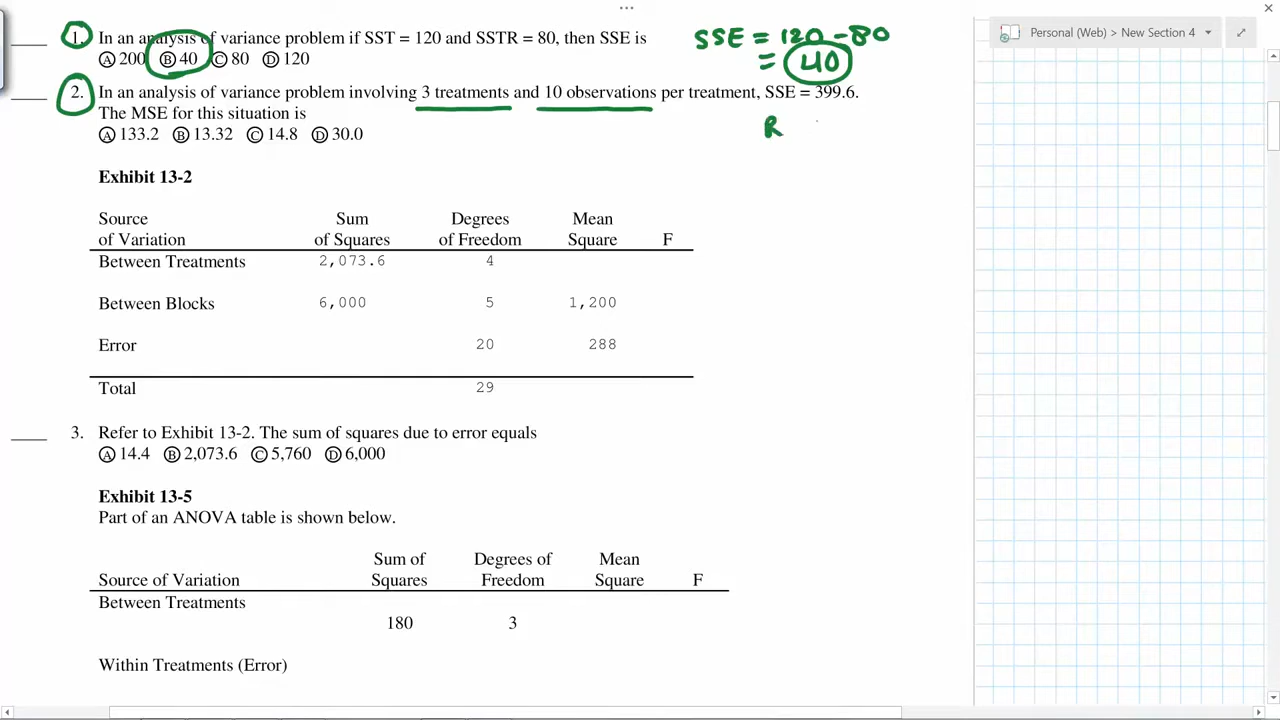 Personal (Web) > New Section 4
1. In an analysis of variance problem if SST = 120 and SSTR = 80, then SSE is
A 200 B 40 C 80 D 120
SSE = 120 - 80
= 40
2. In an analysis of variance problem involving 3 treatments and 10 observations per treatment, SSE = 399.6.
The MSE for this situation is
A 133.2 B 13.32 C 14.8 D 30.0
R
Exhibit 13-2
Source Sum Degrees Mean
of Variation of Squares of Freedom Square F
Between Treatments 2,073.6 4
Between Blocks 6,000 5 1,200
Error 20 288
Total 29
3. Refer to Exhibit 13-2. The sum of squares due to error equals
A 14.4 B 2,073.6 C 5,760 D 6,000
Exhibit 13-5
Part of an ANOVA table is shown below.
Sum of Degrees of Mean
Source of Variation Squares Freedom Square F
Between Treatments
180 3
Within Treatments (Error)